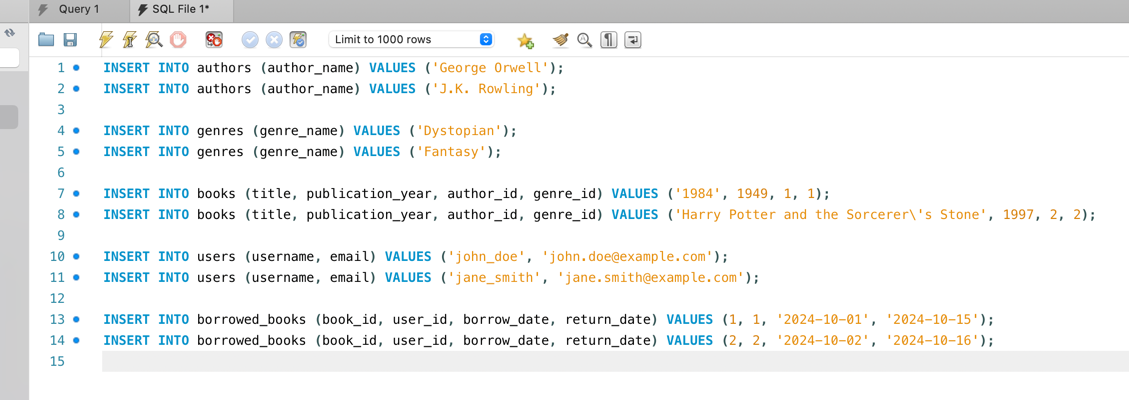 Query 1
SQL File 1*
Limit to 1000 rows
1 INSERT INTO authors (author_name) VALUES ('George Orwell');
2 INSERT INTO authors (author_name) VALUES ('J.K. Rowling');
3
4 INSERT INTO genres (genre_name) VALUES ('Dystopian');
5 INSERT INTO genres (genre_name) VALUES ('Fantasy');
6
7 INSERT INTO books (title, publication_year, author_id, genre_id) VALUES ('1984', 1949, 1, 1);
8 INSERT INTO books (title, publication_year, author_id, genre_id) VALUES ('Harry Potter and the Sorcerer\'s Stone', 1997, 2, 2);
9
10 INSERT INTO users (username, email) VALUES ('john_doe', 'john.doe@example.com');
11 INSERT INTO users (username, email) VALUES ('jane_smith', 'jane.smith@example.com');
12
13 INSERT INTO borrowed_books (book_id, user_id, borrow_date, return_date) VALUES (1, 1, '2024-10-01', '2024-10-15');
14 INSERT INTO borrowed_books (book_id, user_id, borrow_date, return_date) VALUES (2, 2, '2024-10-02', '2024-10-16');
15